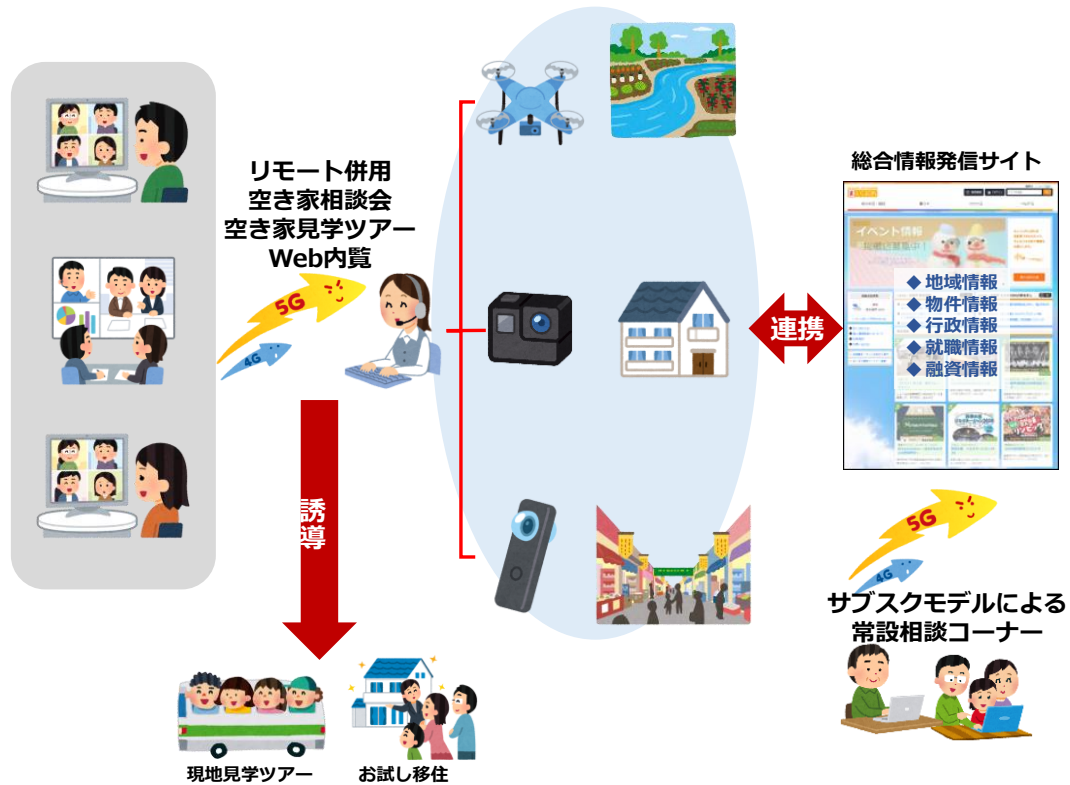 リモート併用
空き家相談会
空き家見学ツアー
Web内覧
5G
4G
誘導
現地見学ツアー
お試し移住
連携
総合情報発信サイト
イベント情報
◆ 地域情報
◆ 物件情報
◆ 行政情報
◆ 就職情報
◆ 融資情報
5G
4G
サブスクモデルによる
常設相談コーナー